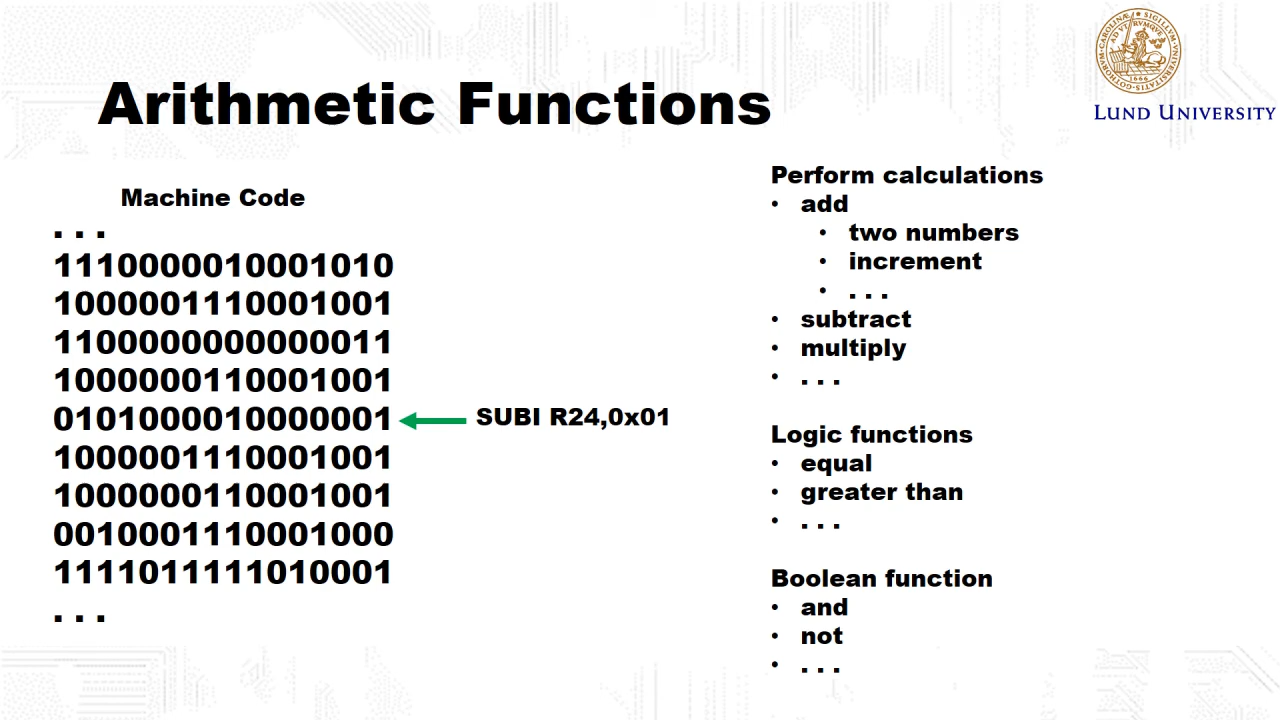 Arithmetic Functions
LUND UNIVERSITY
Machine Code
. . .
1110000010001010
1000001110001001
1100000000000011
1000000110001001
0101000010000001
SUBI R24,0x01
1000001110001001
1000000110001001
0010001110001000
1111011111010001
. . .
Perform calculations
• add
• two numbers
• increment
• . . .
• subtract
• multiply
• . . .
Logic functions
• equal
• greater than
• . . .
Boolean function
• and
• not
• . . .